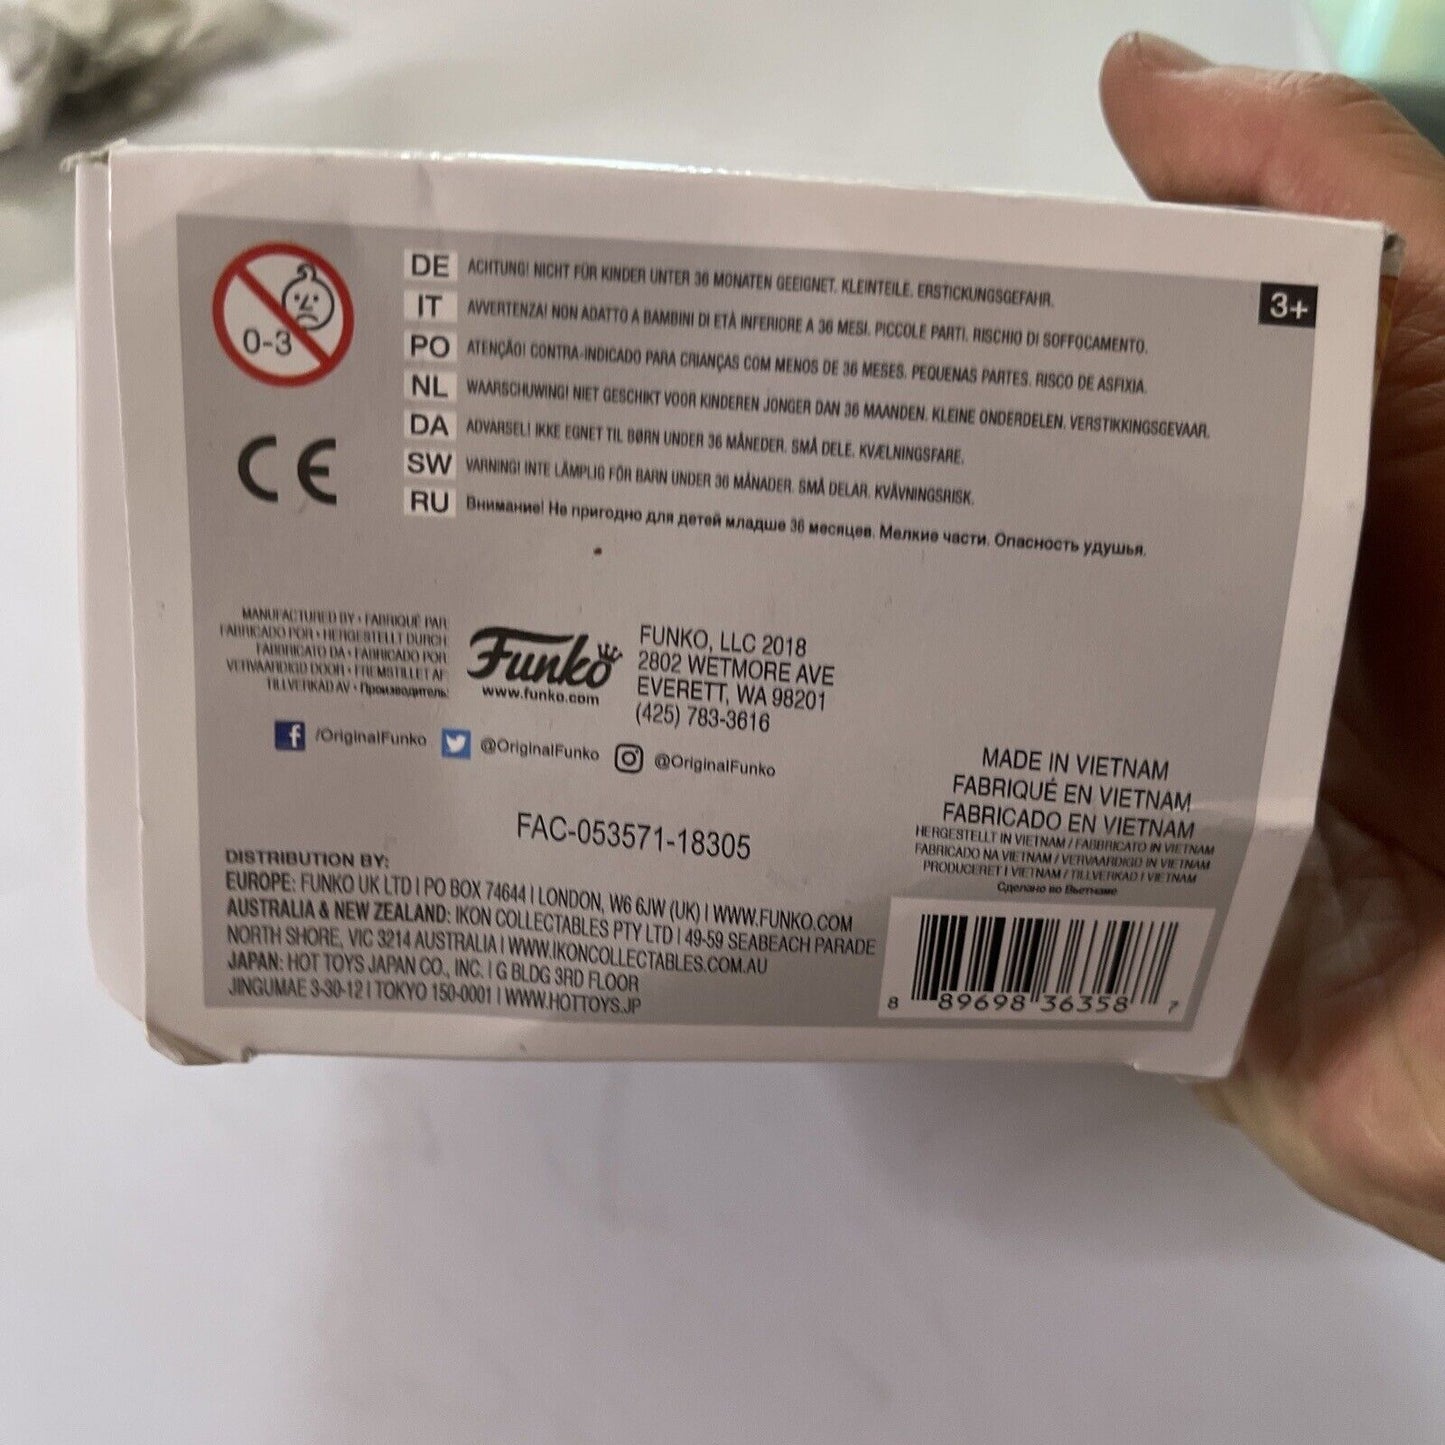 0-3
CE
DE ACHTUNG! NICHT FÜR KINDER UNTER 36 MONATEN GEEIGNET. KLEINTEILE. ERSTICKUNGSGEFAHR.
IT AVVERTENZA! NON ADATTO A BAMBINI DI ETÀ INFERIORE A 36 MESI. PICCOLE PARTI. RISCHIO DI SOFFOCAMENTO.
PO ATENÇÃO! CONTRA-INDICADO PARA CRIANÇAS COM MENOS DE 36 MESES. PEQUENAS PARTES. RISCO DE ASFIXIA.
NL WAARSCHUWING! NIET GESCHIKT VOOR KINDEREN JONGER DAN 36 MAANDEN. KLEINE ONDERDELEN. VERSTIKKINGSGEVAAR.
DA ADVARSEL! IKKE EGNET TIL BØRN UNDER 36 MÅNEDER. SMÅ DELE. KVÆLNINGSFARE.
SW VARNING! INTE LÄMPLIG FÖR BARN UNDER 36 MÅNADER. SMÅ DELAR. KVÄVNINGSRISK.
RU Внимание! Не пригодно для детей младше 36 месяцев. Мелкие части. Опасность удушья.
3+
MANUFACTURED BY • FABRIQUÉ PAR:
FABRICADO POR • HERGESTELLT DURCH:
FABBRICATO DA • FABRICADO POR:
VERVAARDIGD DOOR • FREMSTILLET AF:
TILLVERKAD AV • Производитель:
Funko
www.funko.com
FUNKO, LLC 2018
2802 WETMORE AVE
EVERETT, WA 98201
(425) 783-3616
/OriginalFunko @OriginalFunko @OriginalFunko
FAC-053571-18305
MADE IN VIETNAM
FABRIQUÉ EN VIETNAM
FABRICADO EN VIETNAM
HERGESTELLT IN VIETNAM / FABBRICATO IN VIETNAM
FABRICADO NA VIETNAM / VERVAARDIGD IN VIETNAM
PRODUCERET I VIETNAM / TILLVERKAD I VIETNAM
Сделано во Вьетнаме
DISTRIBUTION BY:
EUROPE: FUNKO UK LTD | PO BOX 74644 | LONDON, W6 6JW (UK) | WWW.FUNKO.COM
AUSTRALIA & NEW ZEALAND: IKON COLLECTABLES PTY LTD | 49-59 SEABEACH PARADE
NORTH SHORE, VIC 3214 AUSTRALIA | WWW.IKONCOLLECTABLES.COM.AU
JAPAN: HOT TOYS JAPAN CO., INC. | G BLDG 3RD FLOOR
JINGUMAE 3-30-12 | TOKYO 150-0001 | WWW.HOTTOYS.JP
8 89698 36358 7